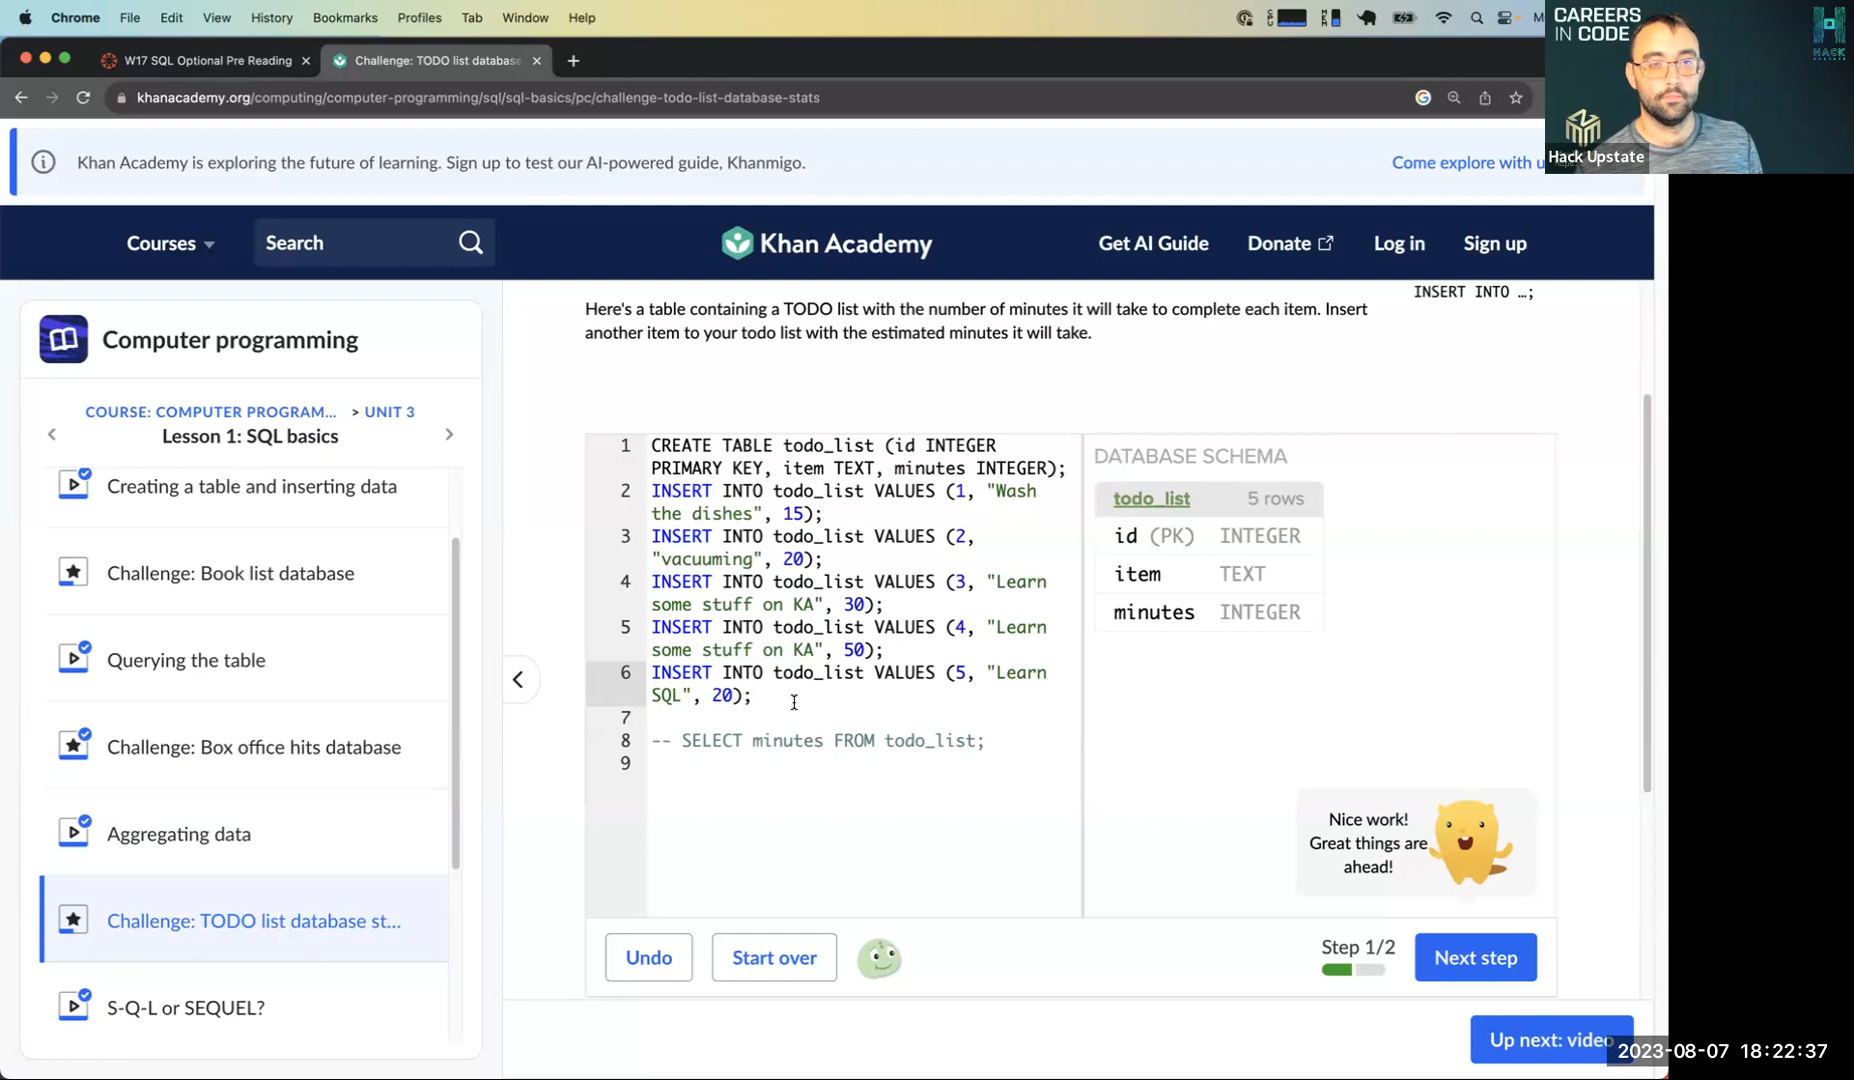 Chrome File Edit View History Bookmarks Profiles Tab Window Help
CAREERS
IN CODE
HACK
UPSTATE
Hack Upstate
W17 SQL Optional Pre Reading
Challenge: TODO list database
khanacademy.org/computing/computer-programming/sql/sql-basics/pc/challenge-todo-list-database-stats
Khan Academy is exploring the future of learning. Sign up to test our AI-powered guide, Khanmigo.
Come explore with u
Courses
Search
Khan Academy
Get AI Guide
Donate
Log in
Sign up
Computer programming
COURSE: COMPUTER PROGRAM... > UNIT 3
Lesson 1: SQL basics
Creating a table and inserting data
Challenge: Book list database
Querying the table
Challenge: Box office hits database
Aggregating data
Challenge: TODO list database st...
S-Q-L or SEQUEL?
Here's a table containing a TODO list with the number of minutes it will take to complete each item. Insert
another item to your todo list with the estimated minutes it will take.
INSERT INTO …;
1 CREATE TABLE todo_list (id INTEGER
PRIMARY KEY, item TEXT, minutes INTEGER);
2 INSERT INTO todo_list VALUES (1, "Wash
the dishes", 15);
3 INSERT INTO todo_list VALUES (2,
"vacuuming", 20);
4 INSERT INTO todo_list VALUES (3, "Learn
some stuff on KA", 30);
5 INSERT INTO todo_list VALUES (4, "Learn
some stuff on KA", 50);
6 INSERT INTO todo_list VALUES (5, "Learn
SQL", 20);
7
8 -- SELECT minutes FROM todo_list;
9
DATABASE SCHEMA
todo_list 5 rows
id (PK) INTEGER
item TEXT
minutes INTEGER
Nice work!
Great things are
ahead!
Undo
Start over
Step 1/2
Next step
Up next: video
2023-08-07 18:22:37